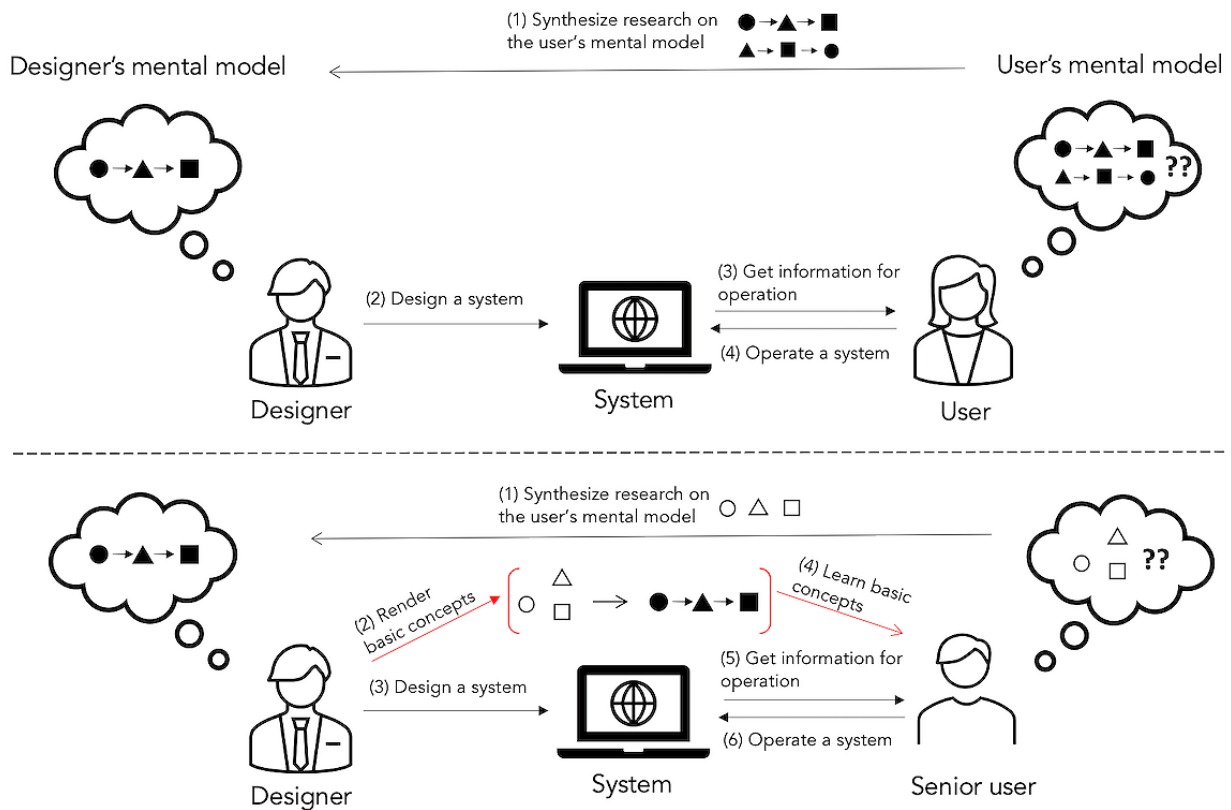 (1) Synthesize research on
the user's mental model
Designer's mental model
User's mental model
??
(2) Design a system
(3) Get information for
operation
(4) Operate a system
Designer
System
User
(1) Synthesize research on
the user's mental model
??
(2) Render
basic concepts
(4) Learn basic
concepts
(3) Design a system
(5) Get information for
operation
(6) Operate a system
Designer
System
Senior user